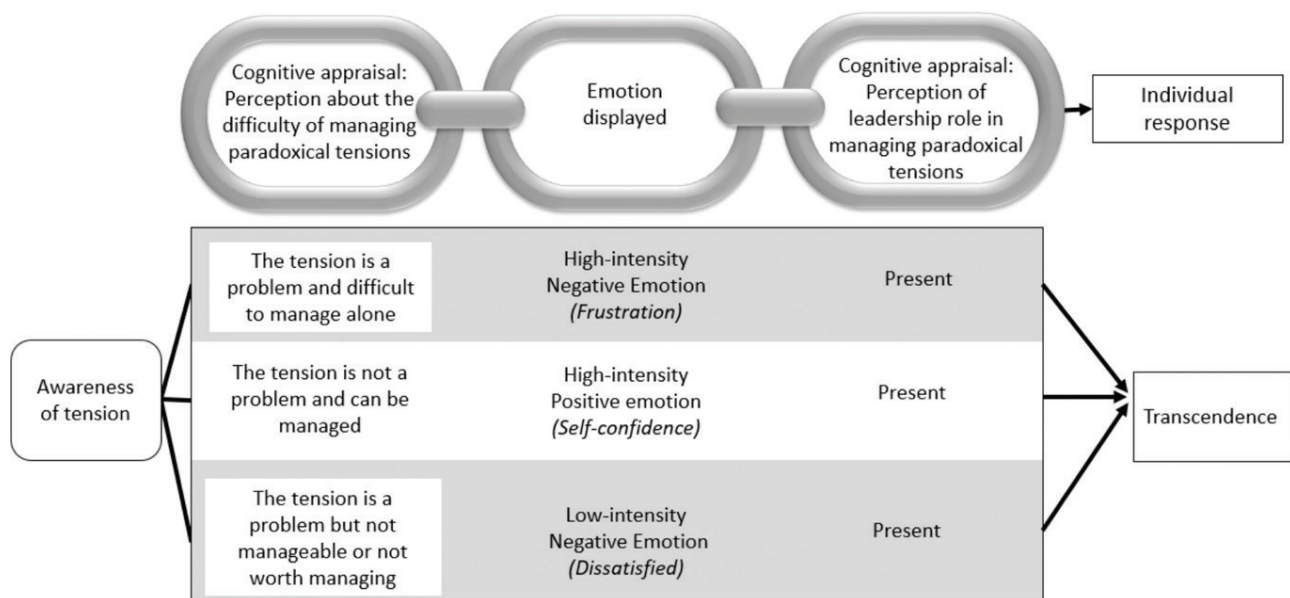 Cognitive appraisal:
Perception about the
difficulty of managing
paradoxical tensions
Emotion
displayed
Cognitive appraisal:
Perception of
leadership role in
managing paradoxical
tensions
Individual
response
Awareness
of tension
The tension is a
problem and difficult
to manage alone
High-intensity
Negative Emotion
(Frustration)
Present
The tension is not a
problem and can be
managed
High-intensity
Positive emotion
(Self-confidence)
Present
The tension is a
problem but not
manageable or not
worth managing
Low-intensity
Negative Emotion
(Dissatisfied)
Present
Transcendence